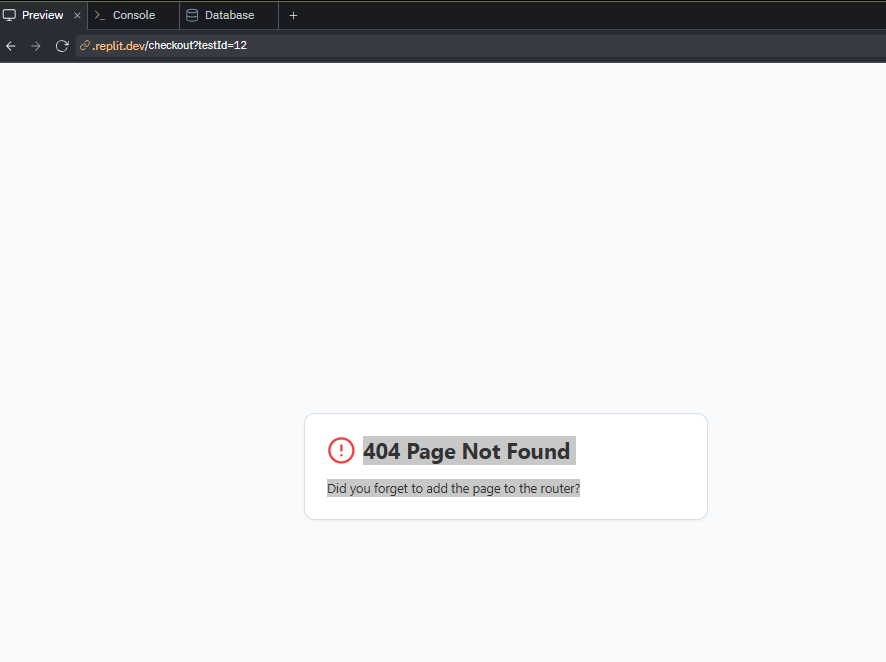 Preview
Console
Database
.replit.dev/checkout?testId=12
404 Page Not Found
Did you forget to add the page to the router?